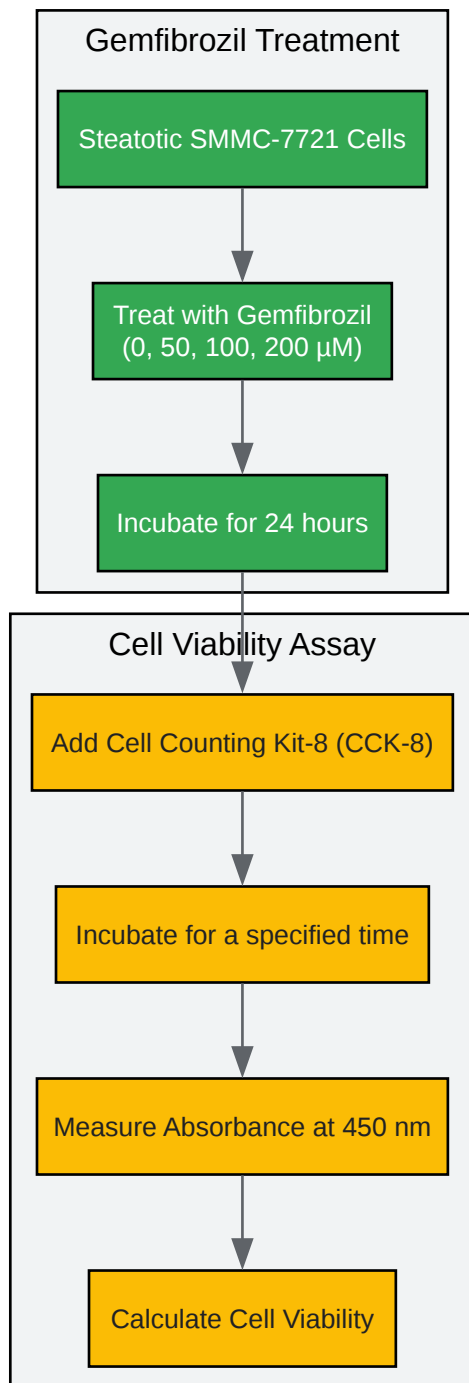 Gemfibrozil Treatment
Steatotic SMMC-7721 Cells
Treat with Gemfibrozil
(0, 50, 100, 200 µM)
Incubate for 24 hours
Cell Viability Assay
Add Cell Counting Kit-8 (CCK-8)
Incubate for a specified time
Measure Absorbance at 450 nm
Calculate Cell Viability